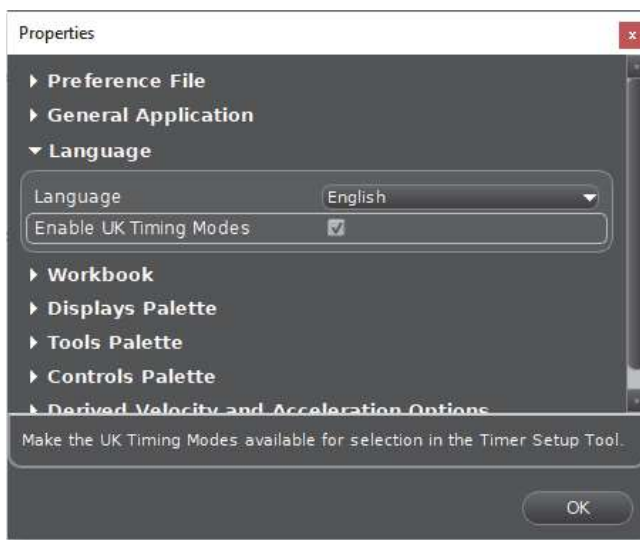 Properties
x
Preference File
General Application
Language
Language English
Enable UK Timing Modes
Workbook
Displays Palette
Tools Palette
Controls Palette
Derived Velocity and Acceleration Options
Make the UK Timing Modes available for selection in the Timer Setup Tool.
OK